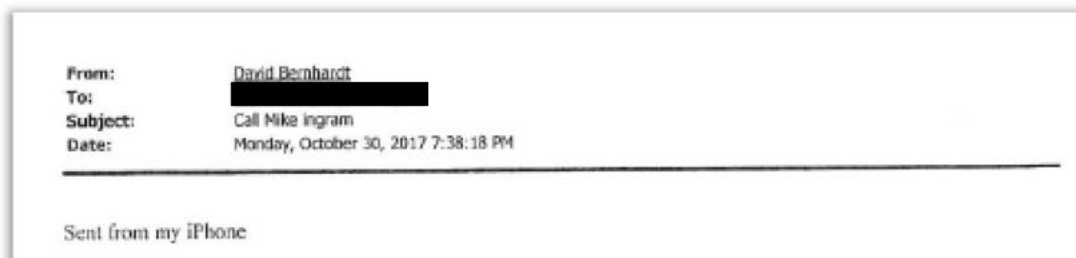 From: David Bernhardt
To:
Subject: Call Mike ingram
Date: Monday, October 30, 2017 7:38:18 PM
Sent from my iPhone